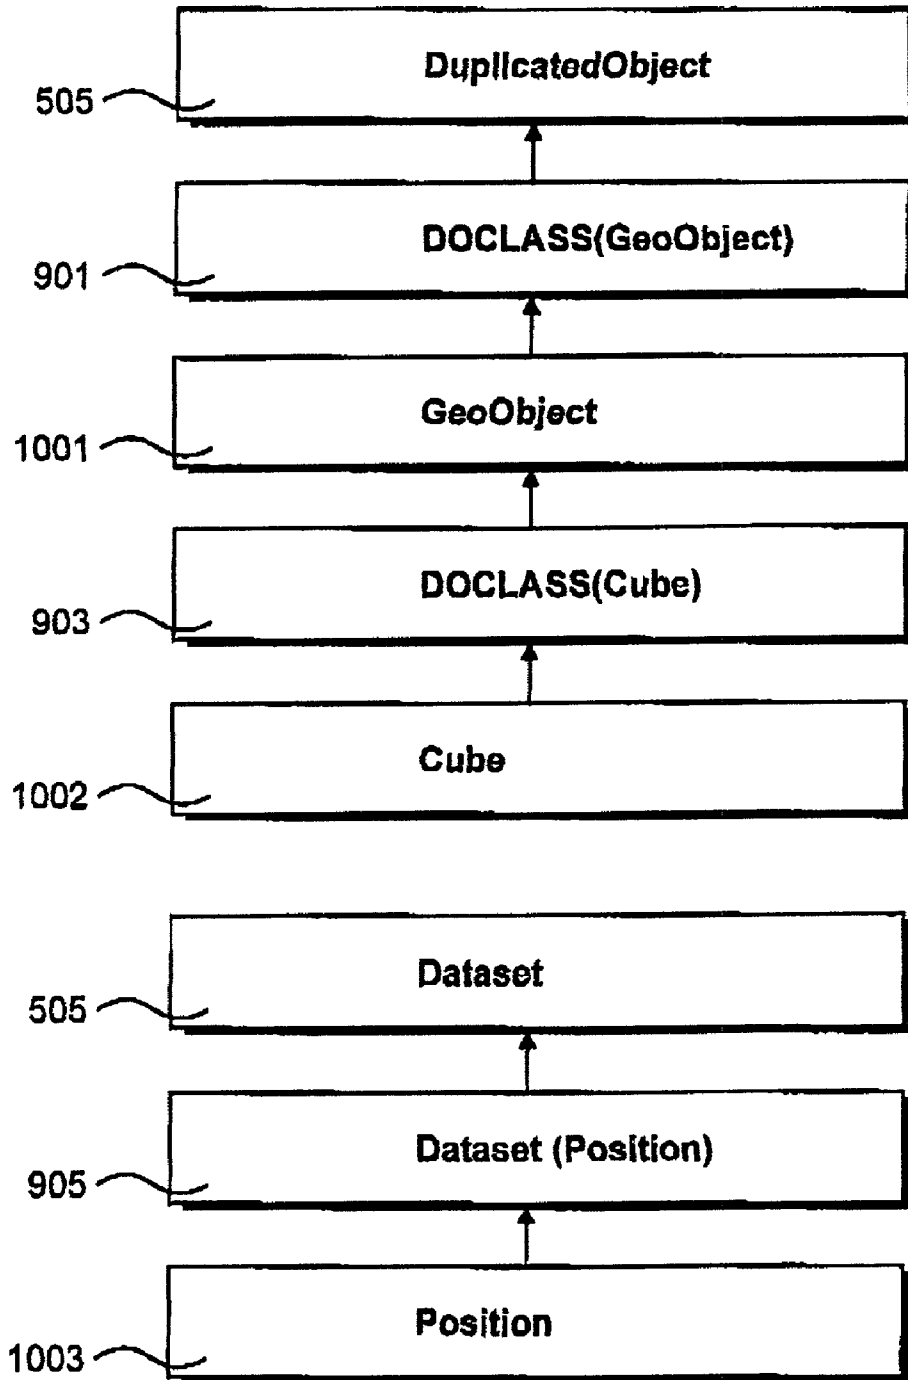 DuplicatedObject
505
DOCLASS(GeoObject)
901
GeoObject
1001
DOCLASS(Cube)
903
Cube
1002
Dataset
505
Dataset (Position)
905
Position
1003